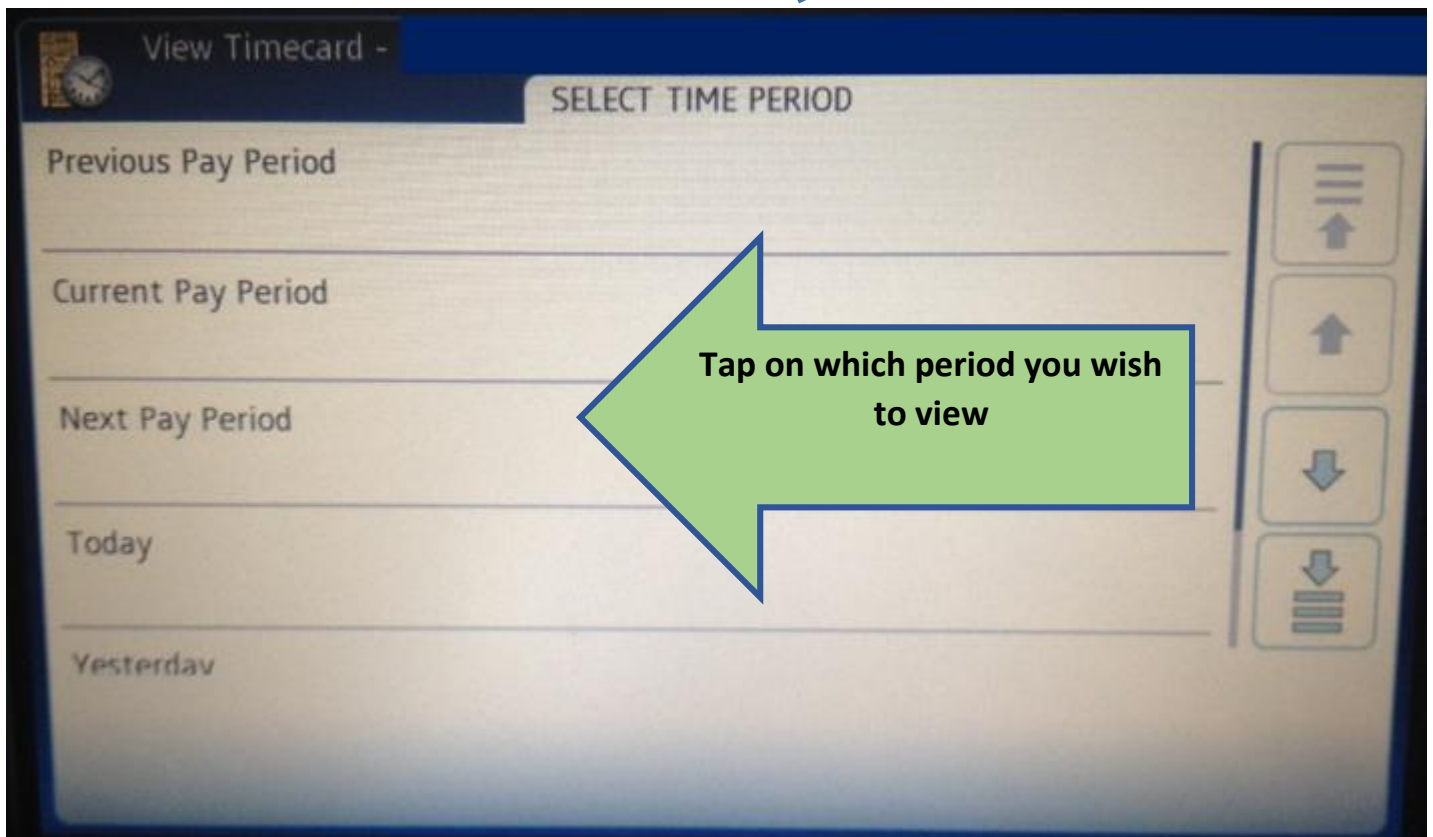 View Timecard -
SELECT TIME PERIOD
Previous Pay Period
Current Pay Period
Tap on which period you wish
to view
Next Pay Period
Today
Yesterday